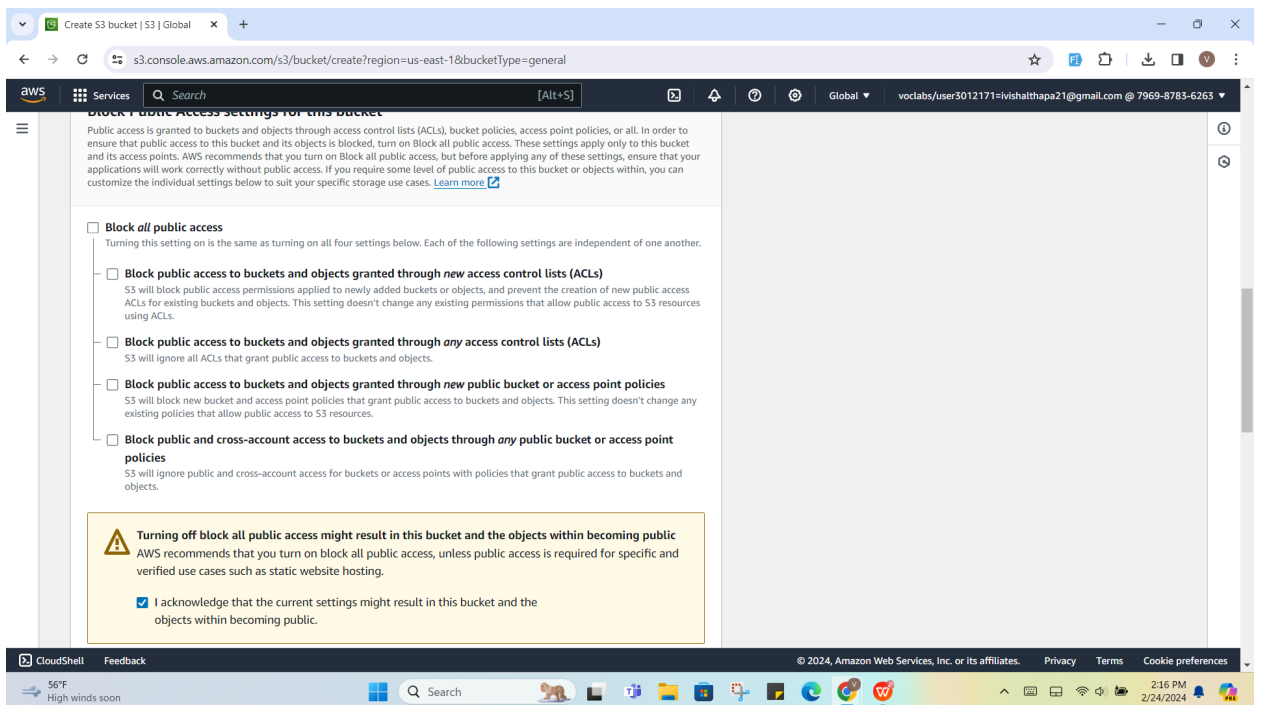 Create S3 bucket | S3 | Global
s3.console.aws.amazon.com/s3/bucket/create?region=us-east-1&bucketType=general
aws
Services
Search
[Alt+S]
Global
voclabs/user3012171=ivishalthapa21@gmail.com @ 7969-8783-6263
Block Public Access settings for this bucket
Public access is granted to buckets and objects through access control lists (ACLs), bucket policies, access point policies, or all. In order to
ensure that public access to this bucket and its objects is blocked, turn on Block all public access. These settings apply only to this bucket
and its access points. AWS recommends that you turn on Block all public access, but before applying any of these settings, ensure that your
applications will work correctly without public access. If you require some level of public access to this bucket or objects within, you can
customize the individual settings below to suit your specific storage use cases. Learn more
Block all public access
Turning this setting on is the same as turning on all four settings below. Each of the following settings are independent of one another.
Block public access to buckets and objects granted through new access control lists (ACLs)
S3 will block public access permissions applied to newly added buckets or objects, and prevent the creation of new public access
ACLs for existing buckets and objects. This setting doesn't change any existing permissions that allow public access to S3 resources
using ACLs.
Block public access to buckets and objects granted through any access control lists (ACLs)
S3 will ignore all ACLs that grant public access to buckets and objects.
Block public access to buckets and objects granted through new public bucket or access point policies
S3 will block new bucket and access point policies that grant public access to buckets and objects. This setting doesn't change any
existing policies that allow public access to S3 resources.
Block public and cross-account access to buckets and objects through any public bucket or access point
policies
S3 will ignore public and cross-account access for buckets or access points with policies that grant public access to buckets and
objects.
Turning off block all public access might result in this bucket and the objects within becoming public
AWS recommends that you turn on block all public access, unless public access is required for specific and
verified use cases such as static website hosting.
I acknowledge that the current settings might result in this bucket and the
objects within becoming public.
CloudShell
Feedback
© 2024, Amazon Web Services, Inc. or its affiliates.
Privacy
Terms
Cookie preferences
56°F
High winds soon
Search
2:16 PM
2/24/2024